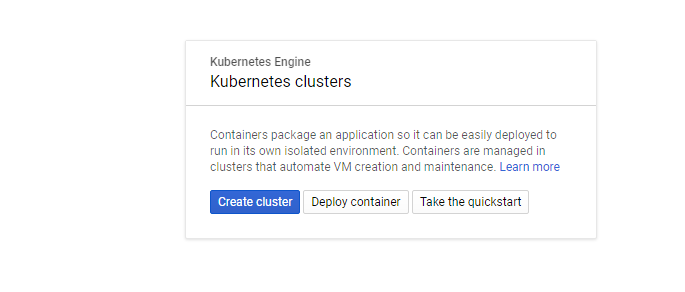 Kubernetes Engine
Kubernetes clusters
Containers package an application so it can be easily deployed to
run in its own isolated environment. Containers are managed in
clusters that automate VM creation and maintenance. Learn more
Create cluster Deploy container Take the quickstart